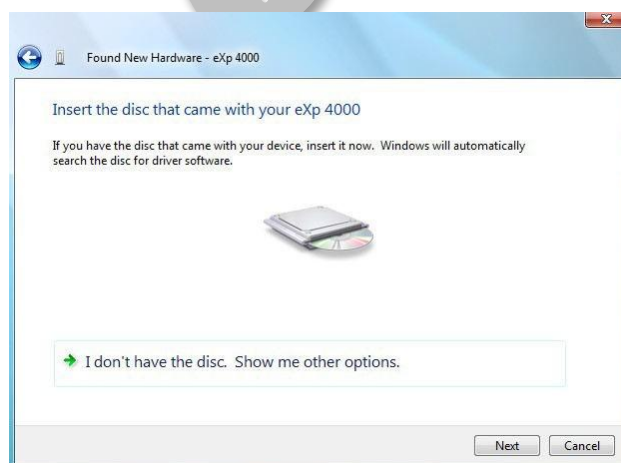 Found New Hardware - eXp 4000
Insert the disc that came with your eXp 4000
If you have the disc that came with your device, insert it now. Windows will automatically
search the disc for driver software.
I don't have the disc. Show me other options.
Next Cancel